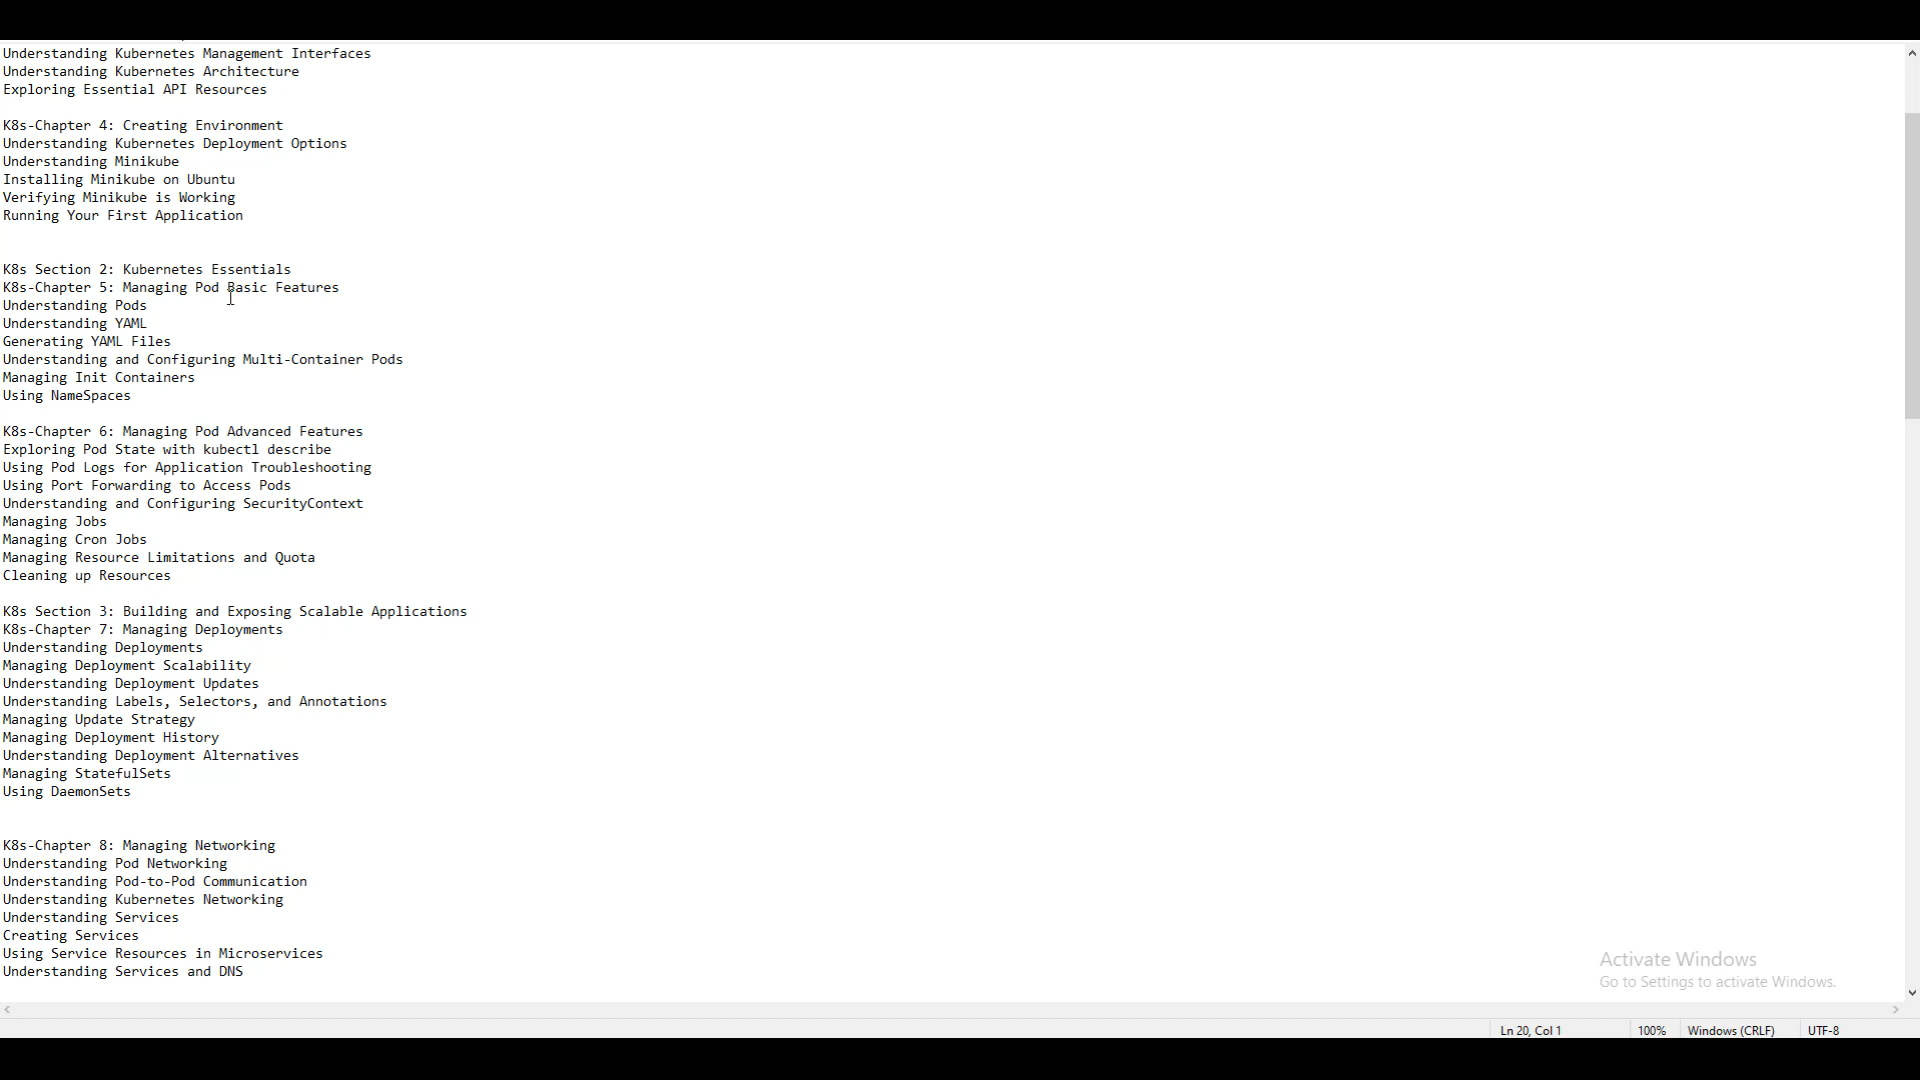 Understanding Kubernetes Management Interfaces
Understanding Kubernetes Architecture
Exploring Essential API Resources
K8s-Chapter 4: Creating Environment
Understanding Kubernetes Deployment Options
Understanding Minikube
Installing Minikube on Ubuntu
Verifying Minikube is Working
Running Your First Application
K8s Section 2: Kubernetes Essentials
K8s-Chapter 5: Managing Pod Basic Features
Understanding Pods
Understanding YAML
Generating YAML Files
Understanding and Configuring Multi-Container Pods
Managing Init Containers
Using NameSpaces
K8s-Chapter 6: Managing Pod Advanced Features
Exploring Pod State with kubectl describe
Using Pod Logs for Application Troubleshooting
Using Port Forwarding to Access Pods
Understanding and Configuring SecurityContext
Managing Jobs
Managing Cron Jobs
Managing Resource Limitations and Quota
Cleaning up Resources
K8s Section 3: Building and Exposing Scalable Applications
K8s-Chapter 7: Managing Deployments
Understanding Deployments
Managing Deployment Scalability
Understanding Deployment Updates
Understanding Labels, Selectors, and Annotations
Managing Update Strategy
Managing Deployment History
Understanding Deployment Alternatives
Managing StatefulSets
Using DaemonSets
K8s-Chapter 8: Managing Networking
Understanding Pod Networking
Understanding Pod-to-Pod Communication
Understanding Kubernetes Networking
Understanding Services
Creating Services
Using Service Resources in Microservices
Understanding Services and DNS
Activate Windows
Go to Settings to activate Windows.
Ln 20, Col 1 100% Windows (CRLF) UTF-8